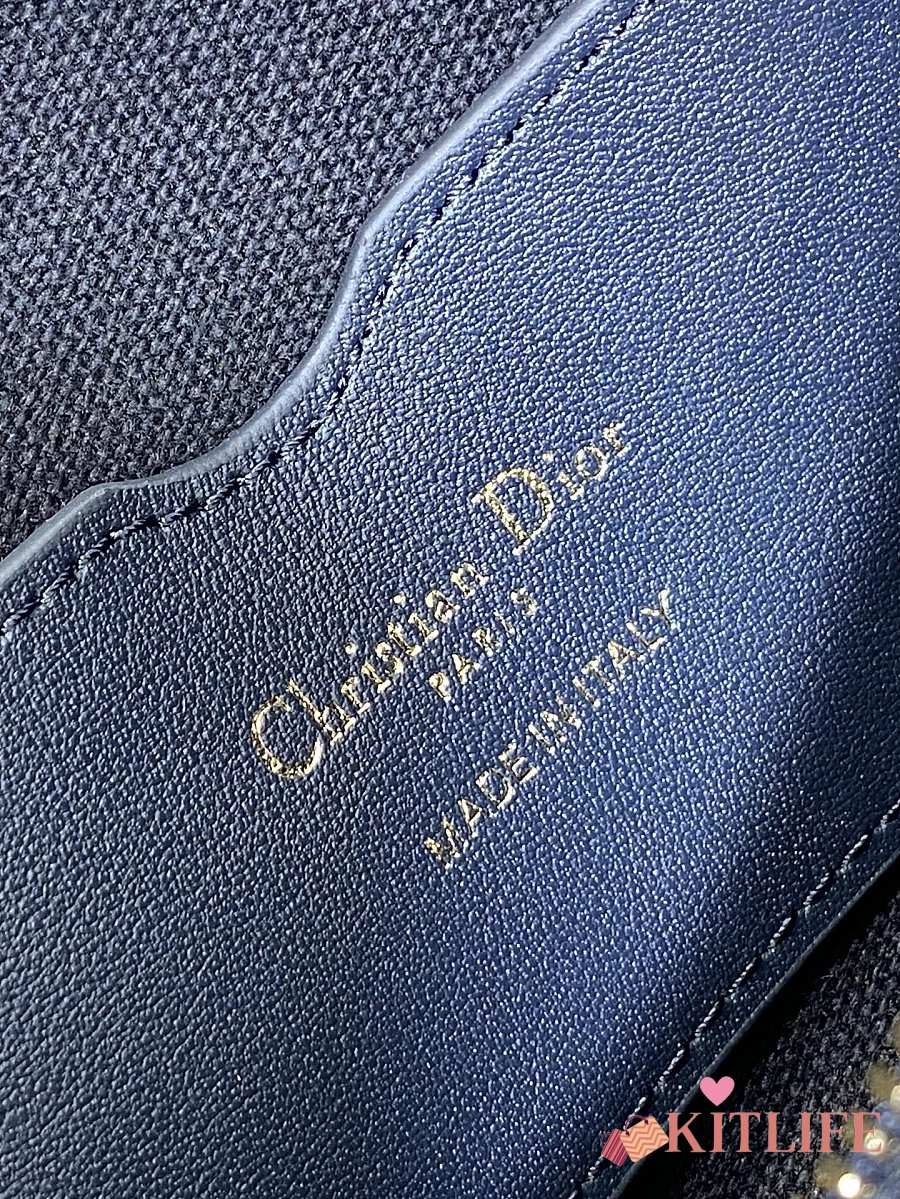 Christian Dior
PARIS
MADE IN ITALY
KITLIFE